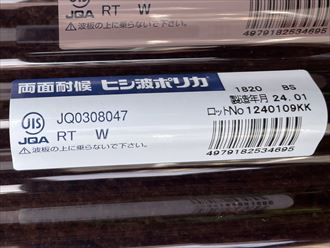 JQA RT W
⚠波板の上に乗らないで下さい。
4979182534695
両面耐候 ヒシ波ポリカ
1820 BS
製造年月 24.01
ロットNo 1240109KK
JIS
JQ0308047
JQA RT W
⚠波板の上に乗らないで下さい。
4979182534695